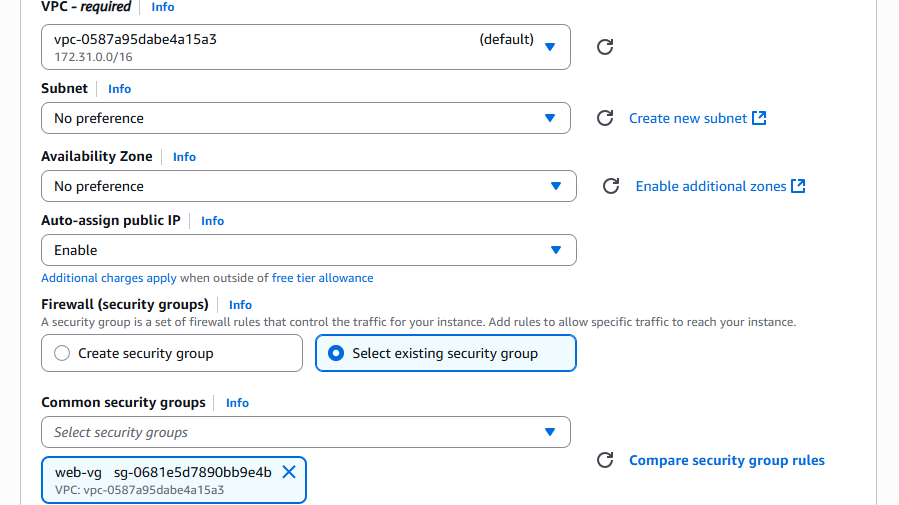 VPC - required Info
vpc-0587a95dabe4a15a3 (default)
172.31.0.0/16
Subnet Info
No preference
Create new subnet
Availability Zone Info
No preference
Enable additional zones
Auto-assign public IP Info
Enable
Additional charges apply when outside of free tier allowance
Firewall (security groups) Info
A security group is a set of firewall rules that control the traffic for your instance. Add rules to allow specific traffic to reach your instance.
Create security group
Select existing security group
Common security groups Info
Select security groups
Compare security group rules
web-vg sg-0681e5d7890bb9e4b
VPC: vpc-0587a95dabe4a15a3